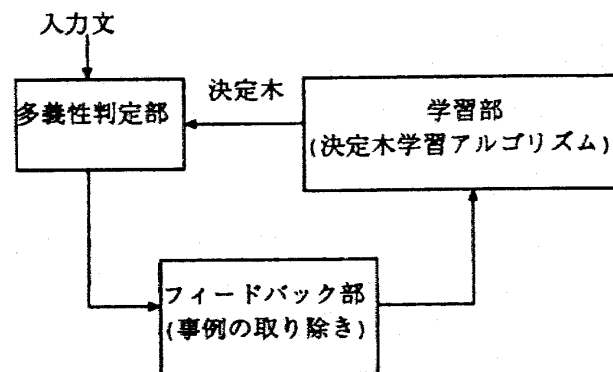 入力文
多義性判定部
決定木
学習部
(決定木学習アルゴリズム)
フィードバック部
(事例の取り除き)